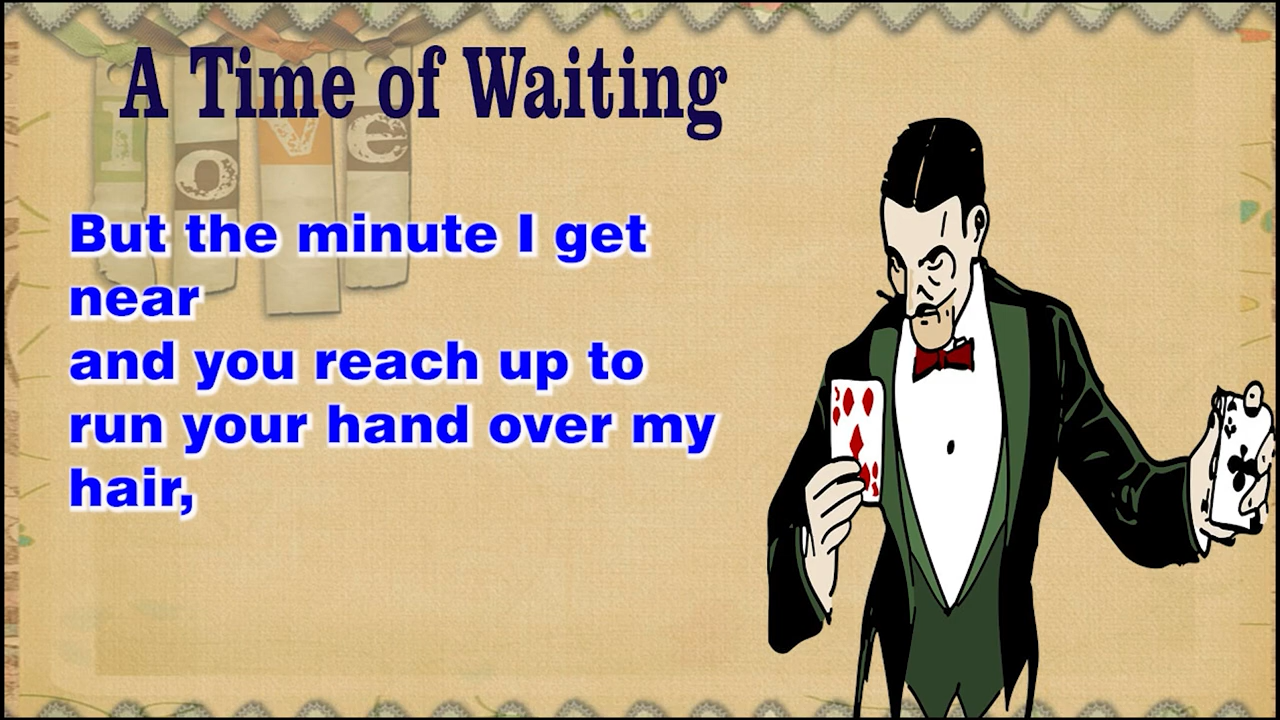 A Time of Waiting
love
But the minute I get
near
and you reach up to
run your hand over my
hair,